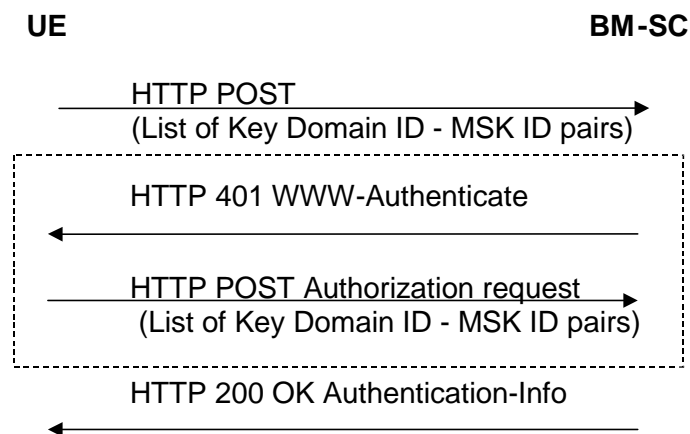 UE BM-SC
HTTP POST
(List of Key Domain ID - MSK ID pairs)
HTTP 401 WWW-Authenticate
HTTP POST Authorization request
(List of Key Domain ID - MSK ID pairs)
HTTP 200 OK Authentication-Info